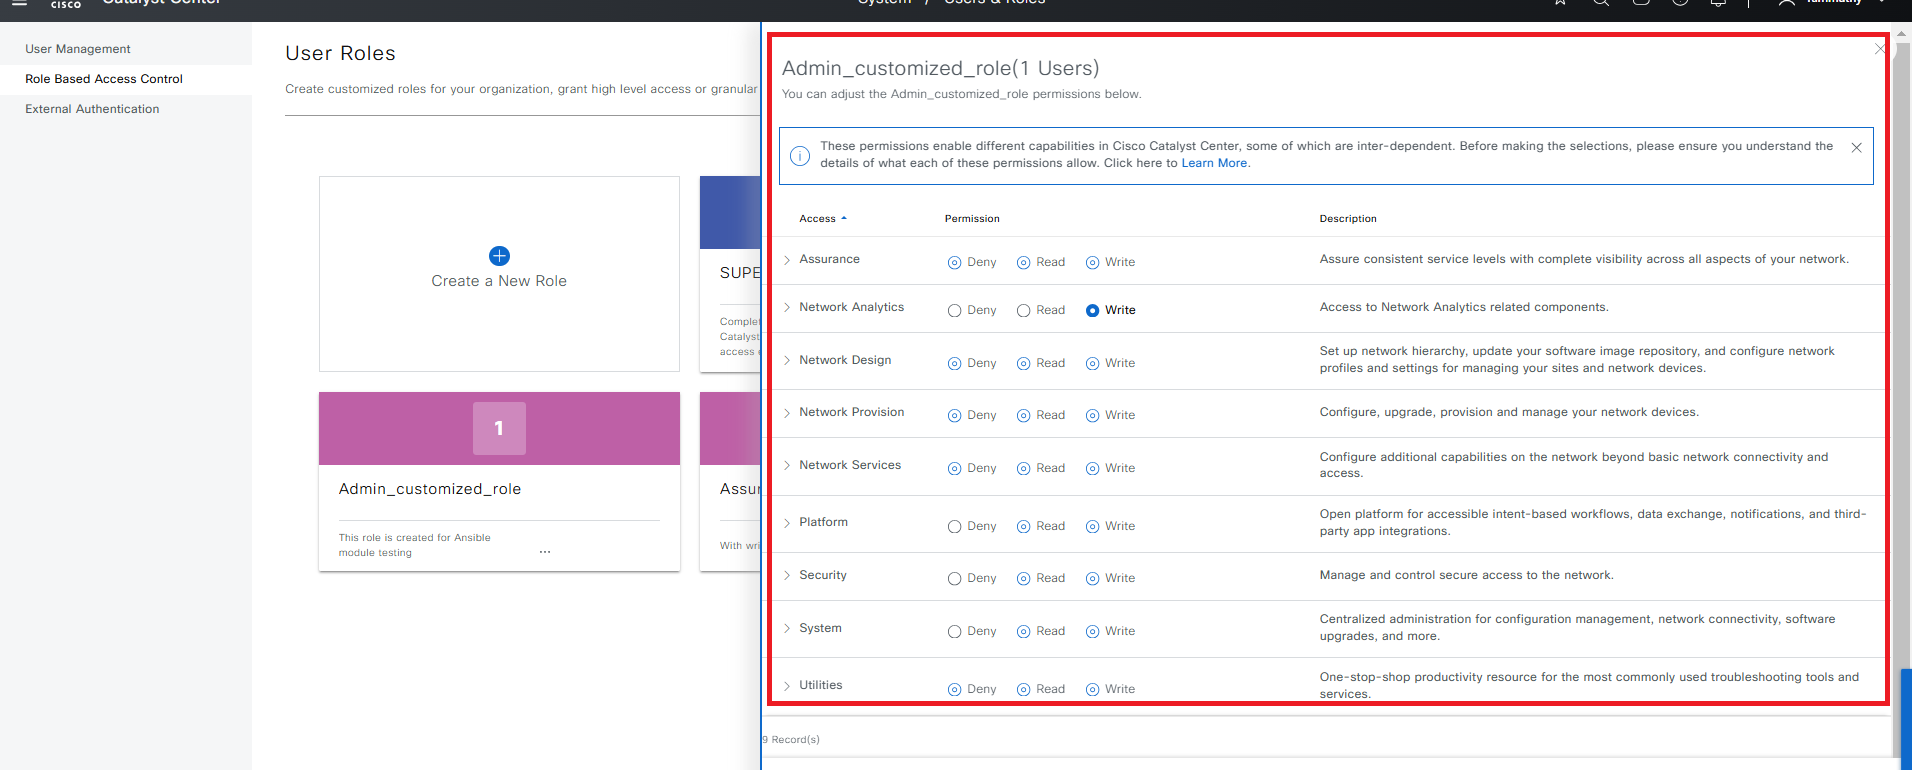 CISCO
Catalyst Center
System / Users & Roles
User Management
Role Based Access Control
External Authentication
User Roles
Create customized roles for your organization, grant high level access or granular
Create a New Role
SUPE
Complet
Catalyst
access
1
Admin_customized_role
This role is created for Ansible
module testing
...
Assu
With wri
Admin_customized_role(1 Users)
You can adjust the Admin_customized_role permissions below.
These permissions enable different capabilities in Cisco Catalyst Center, some of which are inter-dependent. Before making the selections, please ensure you understand the
details of what each of these permissions allow. Click here to Learn More.
Access Permission Description
Assurance Deny Read Write Assure consistent service levels with complete visibility across all aspects of your network.
Network Analytics Deny Read Write Access to Network Analytics related components.
Network Design Deny Read Write Set up network hierarchy, update your software image repository, and configure network
profiles and settings for managing your sites and network devices.
Network Provision Deny Read Write Configure, upgrade, provision and manage your network devices.
Network Services Deny Read Write Configure additional capabilities on the network beyond basic network connectivity and
access.
Platform Deny Read Write Open platform for accessible intent-based workflows, data exchange, notifications, and third-
party app integrations.
Security Deny Read Write Manage and control secure access to the network.
System Deny Read Write Centralized administration for configuration management, network connectivity, software
upgrades, and more.
Utilities Deny Read Write One-stop-shop productivity resource for the most commonly used troubleshooting tools and
services.
9 Record(s)